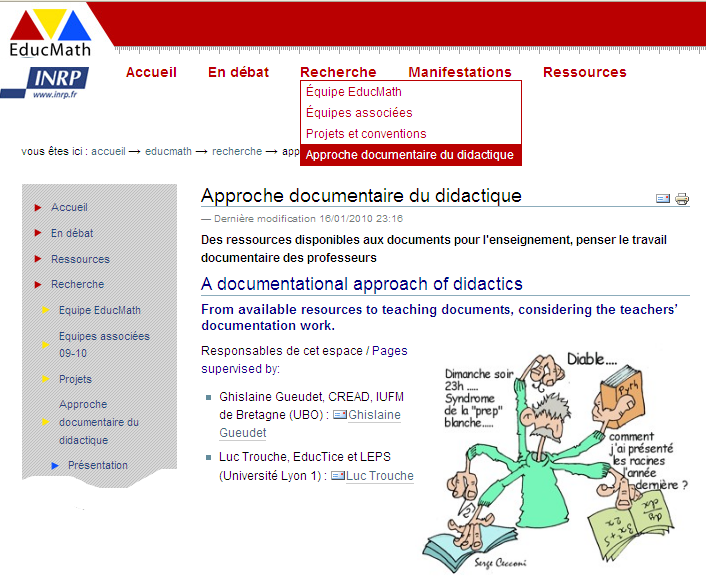 EducMath
INRP
www.inrp.fr
Accueil En débat Recherche Manifestations Ressources
Équipe EducMath
Équipes associées
Projets et conventions
Approche documentaire du didactique
vous êtes ici : accueil → educmath → recherche → app
Accueil
En débat
Ressources
Recherche
Equipe EducMath
Equipes associées
09-10
Projets
Approche
documentaire du
didactique
Présentation
Approche documentaire du didactique
— Dernière modification 16/01/2010 23:16
Des ressources disponibles aux documents pour l'enseignement, penser le travail
documentaire des professeurs
A documentational approach of didactics
From available resources to teaching documents, considering the teachers'
documentation work.
Responsables de cet espace / Pages
supervised by:
Ghislaine Gueudet, CREAD, IUFM
de Bretagne (UBO) : Ghislaine
Gueudet
Luc Trouche, EducTice et LEPS
(Université Lyon 1) : Luc Trouche
Diable....
Dimanche soir
23h .....
Syndrome
de la "prep"
blanche.....
Pyth
comment
j'ai présenté
les racines
l'année
dernière ?
dy
dx
3x²+5
2x
Serge Cecconi